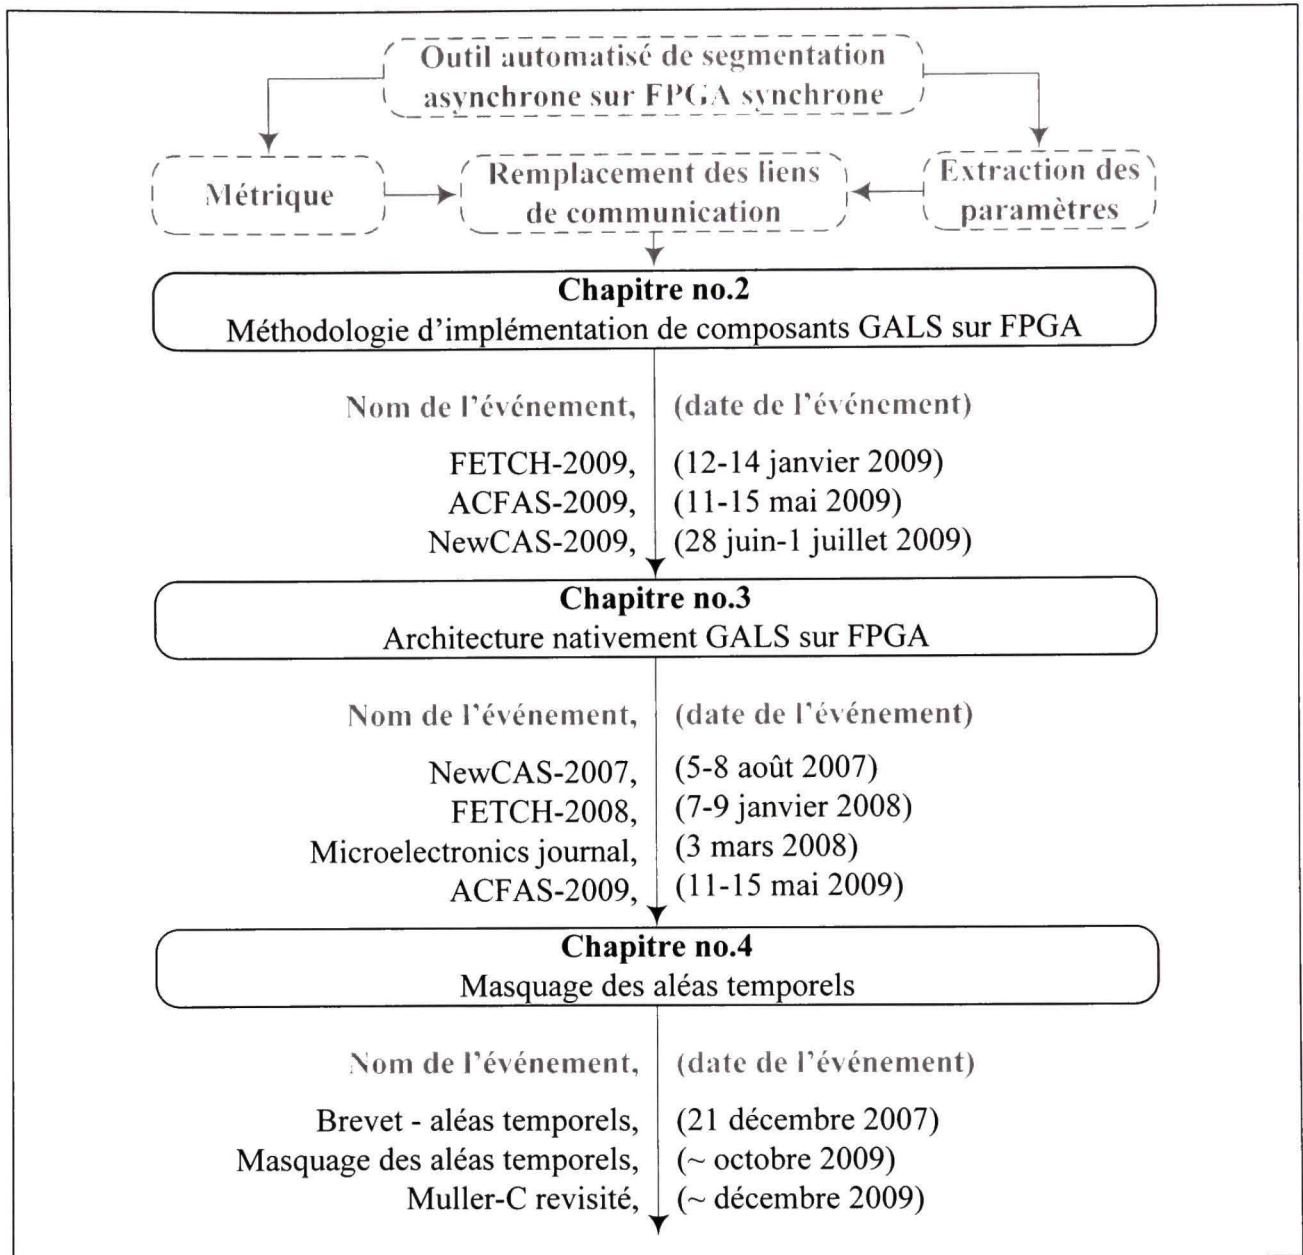 Outil automatisé de segmentation
asynchrone sur FPGA synchrone
Métrique
Remplacement des liens
de communication
Extraction des
paramètres
Chapitre no.2
Méthodologie d'implémentation de composants GALS sur FPGA
Nom de l'événement, (date de l'événement)
FETCH-2009, (12-14 janvier 2009)
ACFAS-2009, (11-15 mai 2009)
NewCAS-2009, (28 juin-1 juillet 2009)
Chapitre no.3
Architecture nativement GALS sur FPGA
Nom de l'événement, (date de l'événement)
NewCAS-2007, (5-8 août 2007)
FETCH-2008, (7-9 janvier 2008)
Microelectronics journal, (3 mars 2008)
ACFAS-2009, (11-15 mai 2009)
Chapitre no.4
Masquage des aléas temporels
Nom de l'événement, (date de l'événement)
Brevet - aléas temporels, (21 décembre 2007)
Masquage des aléas temporels, (~ octobre 2009)
Muller-C revisité, (~ décembre 2009)